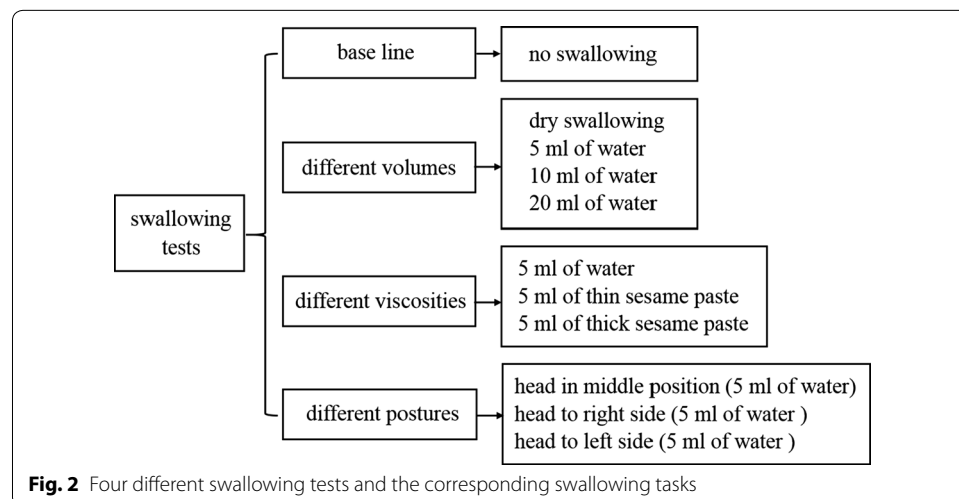 base line
no swallowing
different volumes
dry swallowing
5 ml of water
10 ml of water
20 ml of water
swallowing
tests
different viscosities
5 ml of water
5 ml of thin sesame paste
5 ml of thick sesame paste
different postures
head in middle position (5 ml of water)
head to right side (5 ml of water )
head to left side (5 ml of water )
Fig. 2 Four different swallowing tests and the corresponding swallowing tasks